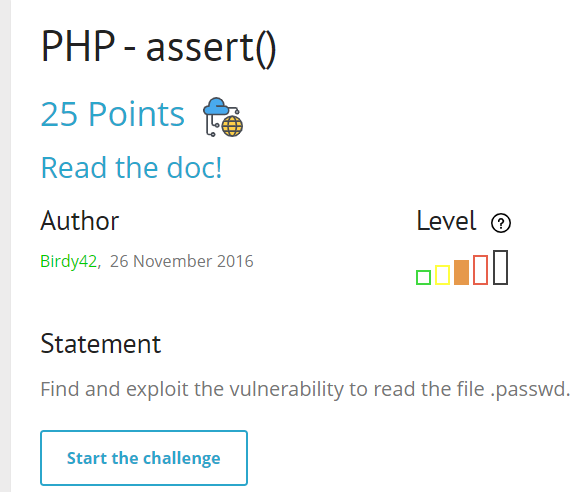 PHP - assert()
25 Points
Read the doc!
Author
Level ?
Birdy42, 26 November 2016
Statement
Find and exploit the vulnerability to read the file .passwd.
Start the challenge